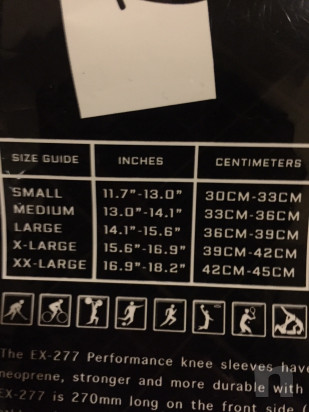 SIZE GUIDE INCHES CENTIMETERS
SMALL 11.7"-13.0" 30CM-33CM
MEDIUM 13.0"-14.1" 33CM-36CM
LARGE 14.1"-15.6" 36CM-39CM
X-LARGE 15.6"-16.9" 39CM-42CM
XX-LARGE 16.9"-18.2" 42CM-45CM
The EX-277 Performance knee sleeves have
neoprene, stronger and more durable with
EX-277 is 270mm long on the front side (